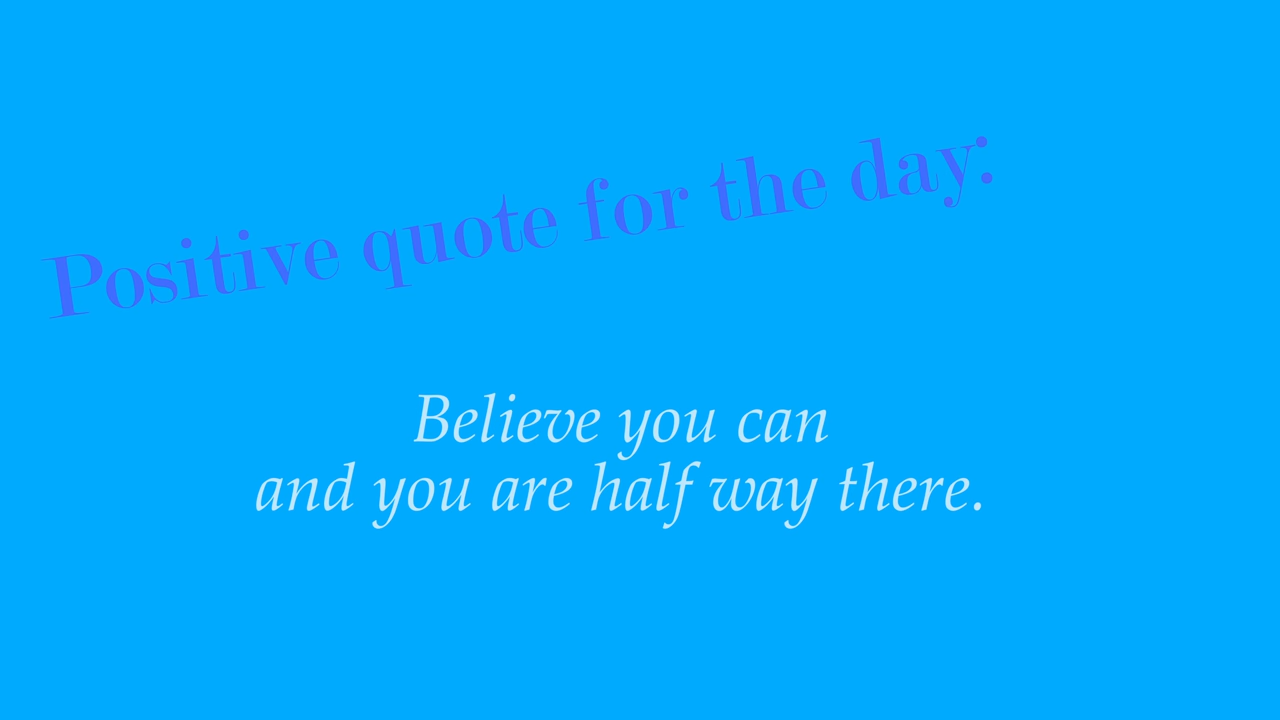 Positive quote for the day:
Believe you can
and you are half way there.